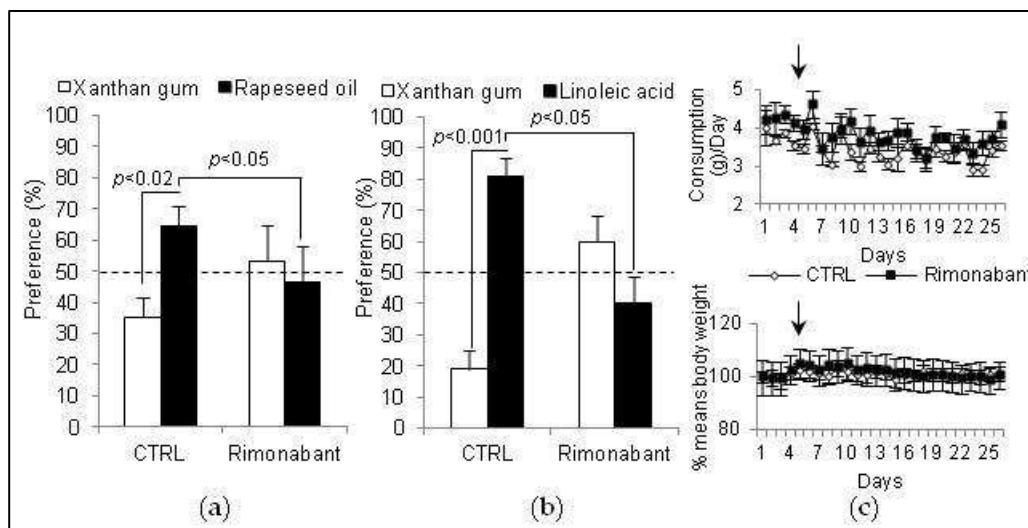 Xanthan gum Rapeseed oil
100
90
80
70
60
50
40
30
20
10
0
Preference (%)
p<0.02
p<0.05
CTRL Rimonabant
(a)
Xanthan gum Linoleic acid
100
90
80
70
60
50
40
30
20
10
0
Preference (%)
p<0.001
p<0.05
CTRL Rimonabant
(b)
Consumption
(g)/Day
5
4
3
2
1 4 7 10 13 16 19 22 25
Days
CTRL Rimonabant
% means body weight
120
100
80
1 4 7 10 13 16 19 22 25
Days
(c)